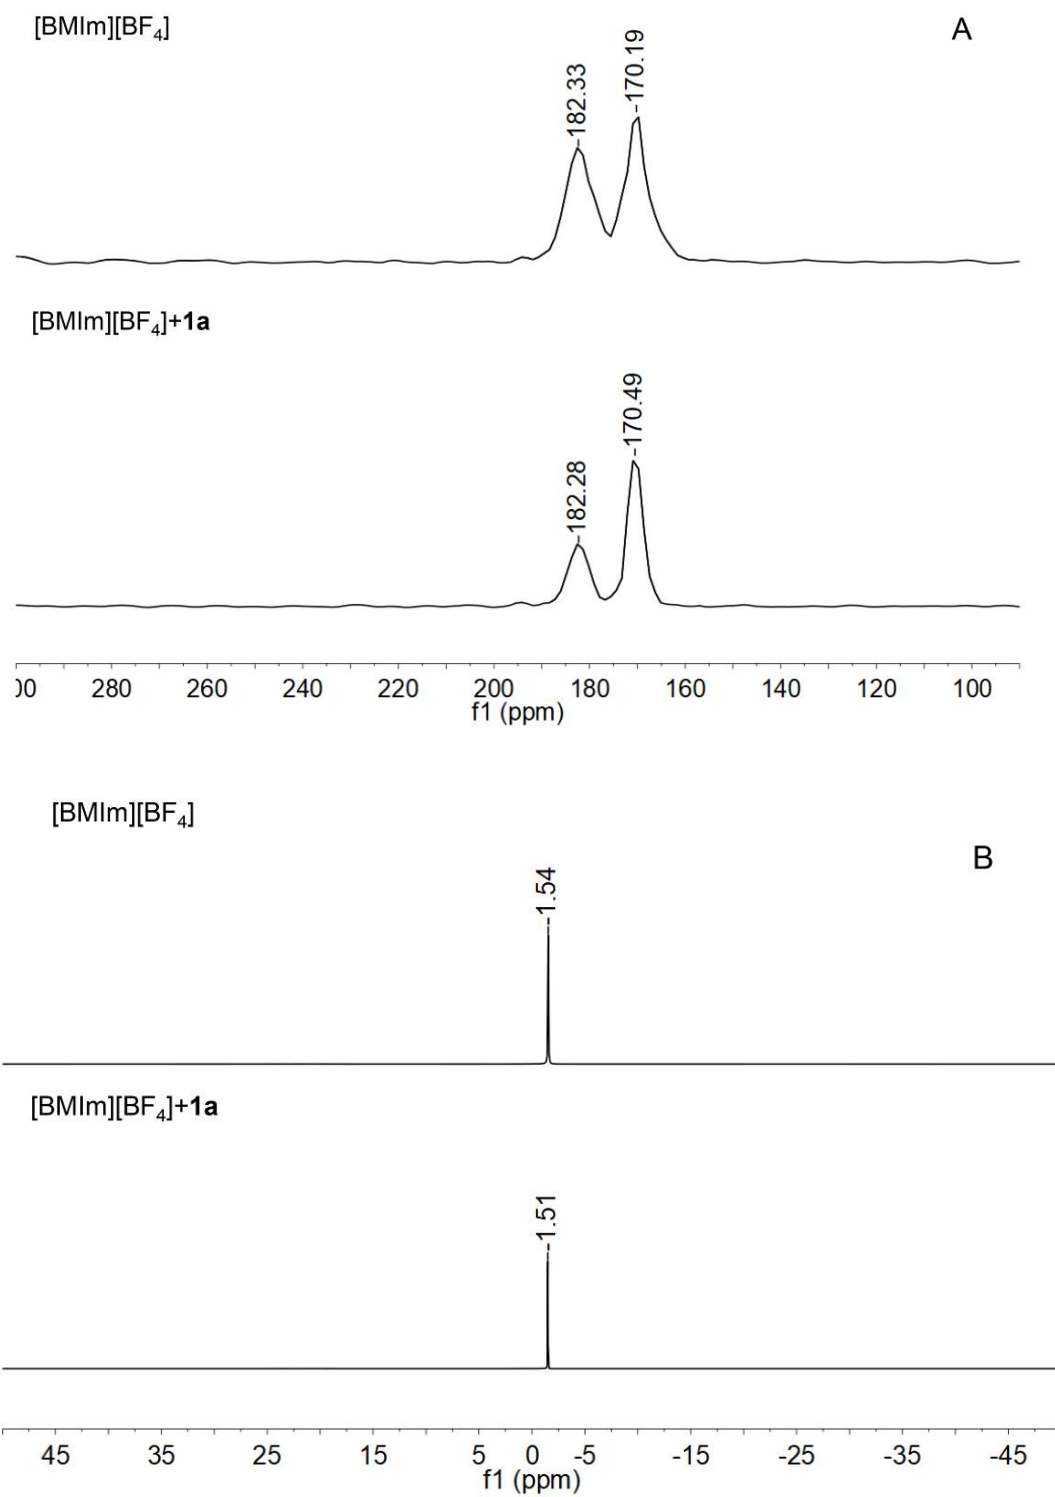 [BMIm][BF₄]
A
-182.33
-170.19
[BMIm][BF₄]+1a
-182.28
-170.49
00 280 260 240 220 200 180 160 140 120 100
f1 (ppm)
[BMIm][BF₄]
B
-1.54
[BMIm][BF₄]+1a
-1.51
45 35 25 15 5 0 -5 -15 -25 -35 -45
f1 (ppm)